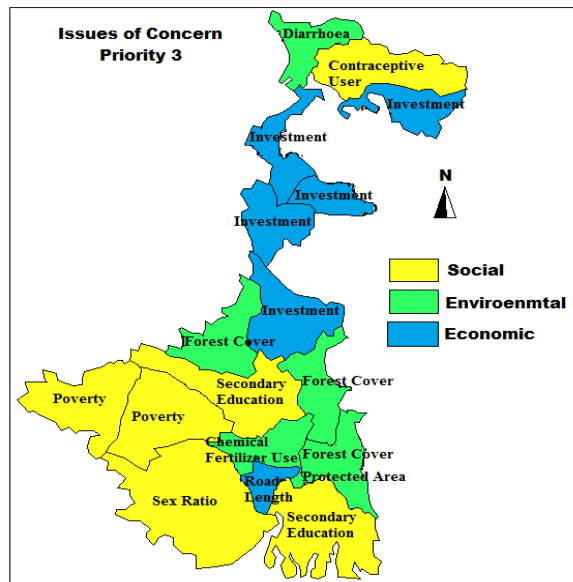 Issues of Concern
Priority 3
Diarrhoea
Contraceptive
User
Investment
Investment
Investment
Investment
N
Social
Enviroenmtal
Economic
Investment
Forest Cover
Forest Cover
Secondary
Education
Poverty
Poverty
Chemical
Fertilizer Use
Forest Cover
Protected Area
Road
Length
Sex Ratio
Secondary
Education